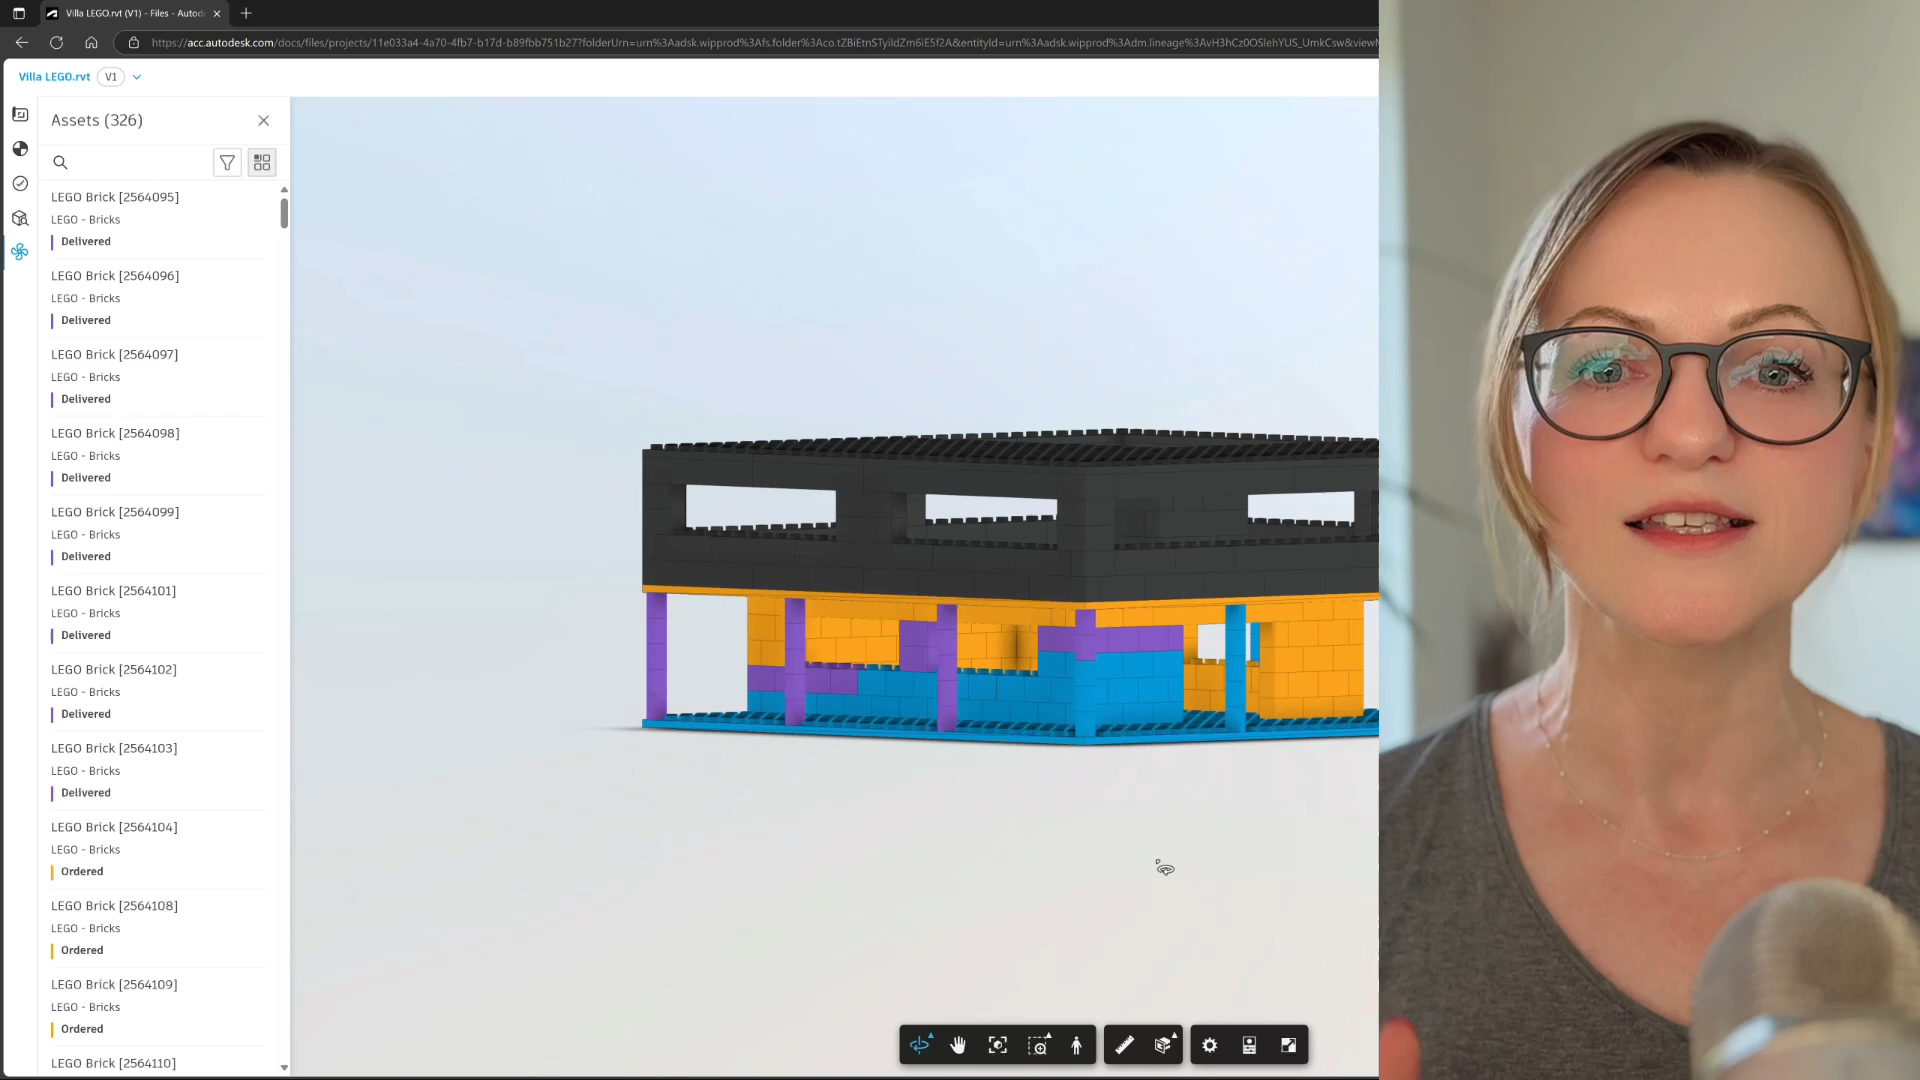 Villa LEGO.rvt (V1) - Files - Autod
https://acc.autodesk.com/docs/files/projects/11e033a4-4a70-4fb7-b17d-b89fbb751b27?folderUrn=urn%3Aadsk.wipprod%3Afs.folder%3Aco.tZBiEtnSTyiIdZm6iE5f2A&entityId=urn%3Aadsk.wipprod%3Adm.lineage%3AvH3hCz0OSlehYUS_UmkCsw&viewM
Villa LEGO.rvt V1
Assets (326)
LEGO Brick [2564095]
LEGO - Bricks
Delivered
LEGO Brick [2564096]
LEGO - Bricks
Delivered
LEGO Brick [2564097]
LEGO - Bricks
Delivered
LEGO Brick [2564098]
LEGO - Bricks
Delivered
LEGO Brick [2564099]
LEGO - Bricks
Delivered
LEGO Brick [2564101]
LEGO - Bricks
Delivered
LEGO Brick [2564102]
LEGO - Bricks
Delivered
LEGO Brick [2564103]
LEGO - Bricks
Delivered
LEGO Brick [2564104]
LEGO - Bricks
Ordered
LEGO Brick [2564108]
LEGO - Bricks
Ordered
LEGO Brick [2564109]
LEGO - Bricks
Ordered
LEGO Brick [2564110]